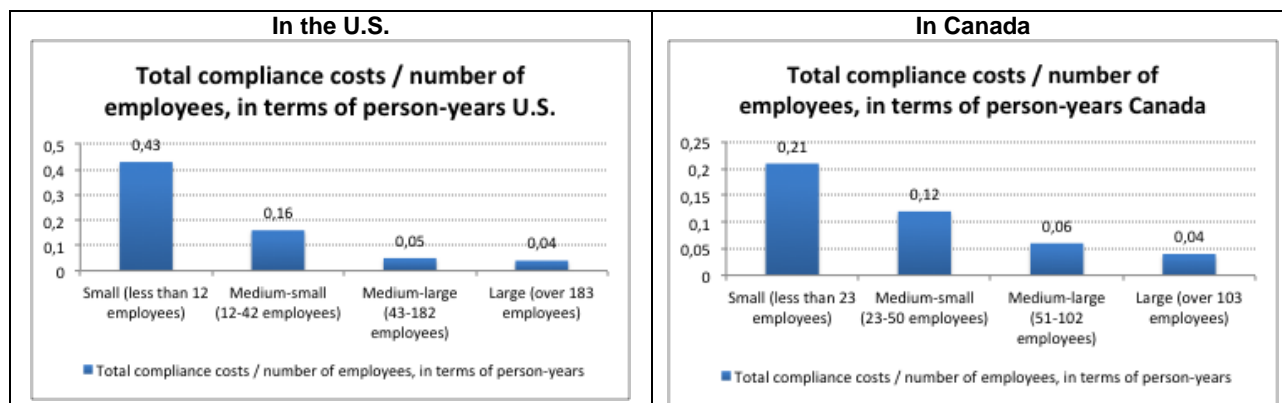 In the U.S.
Total compliance costs / number of
employees, in terms of person-years U.S.
0,5
0,4
0,3
0,2
0,1
0
0,43
0,16
0,05
0,04
Small (less than 12
employees)
Medium-small
(12-42 employees)
Medium-large
(43-182
employees)
Large (over 183
employees)
Total compliance costs / number of employees, in terms of person-years
In Canada
Total compliance costs / number of
employees, in terms of person-years Canada
0,25
0,2
0,15
0,1
0,05
0
0,21
0,12
0,06
0,04
Small (less than 23
employees)
Medium-small
(23-50 employees)
Medium-large
(51-102
employees)
Large (over 103
employees)
Total compliance costs / number of employees, in terms of person-years